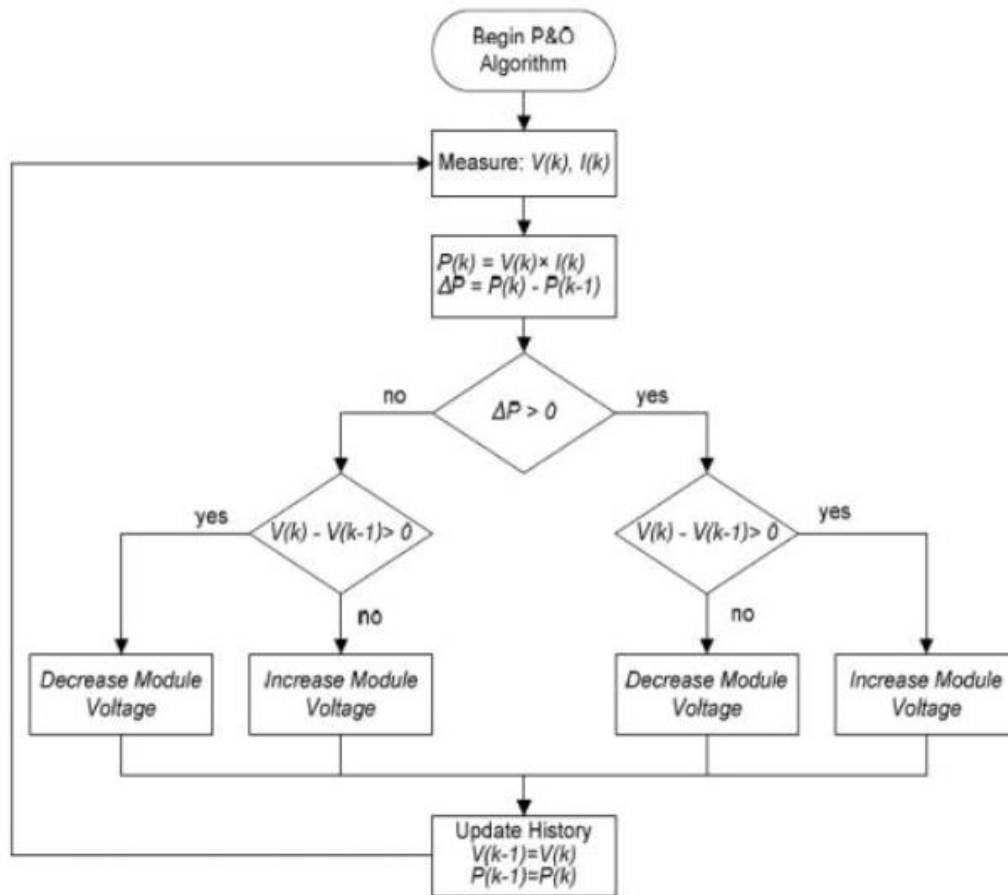 Begin P&O
Algorithm
Measure: V(k), I(k)
P(k) = V(k)× I(k)
ΔP = P(k) - P(k-1)
no
ΔP > 0
yes
yes
V(k) - V(k-1)> 0
V(k) - V(k-1)> 0
yes
no
no
Decrease Module
Voltage
Increase Module
Voltage
Decrease Module
Voltage
Increase Module
Voltage
Update History
V(k-1)=V(k)
P(k-1)=P(k)